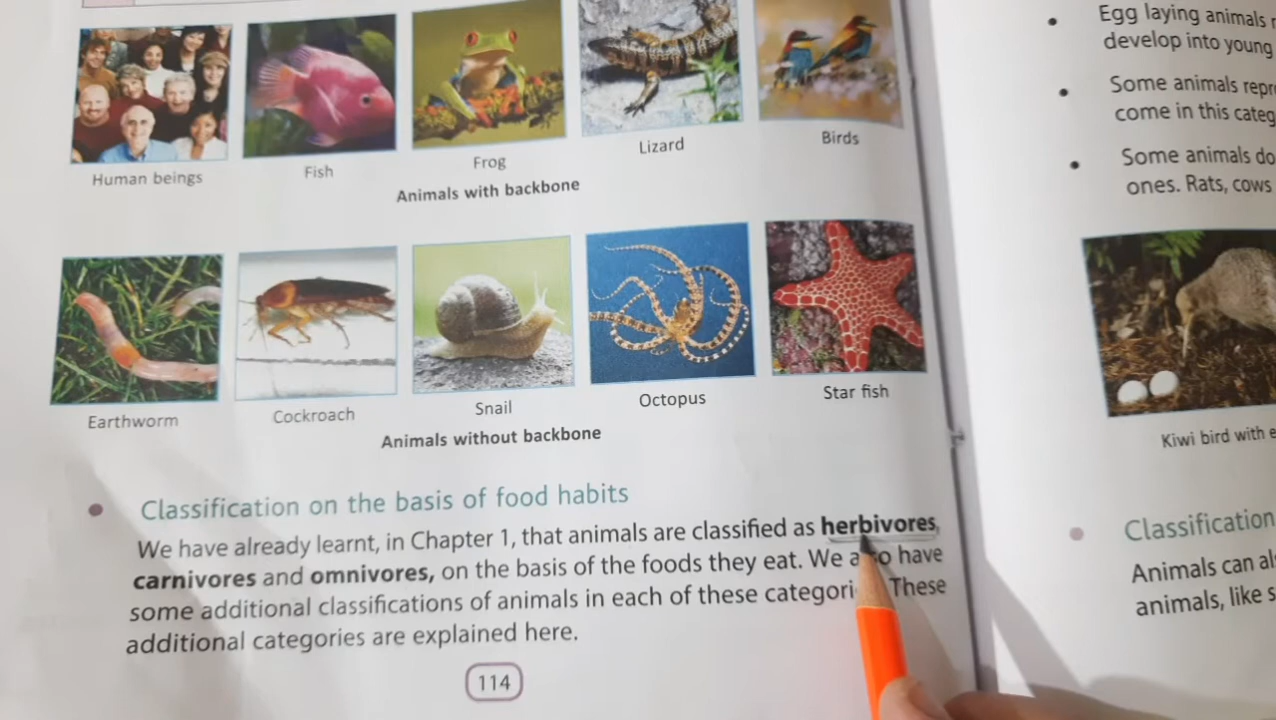 Human beings
Fish
Frog
Lizard
Birds
Animals with backbone
Earthworm
Cockroach
Snail
Octopus
Star fish
Animals without backbone
Classification on the basis of food habits
We have already learnt, in Chapter 1, that animals are classified as herbivores,
carnivores and omnivores, on the basis of the foods they eat. We also have
some additional classifications of animals in each of these These
additional categories are explained here.
114
Egg laying animals
develop into young
Some animals
come in this
Some animals do
ones. Rats, cows
Kiwi bird with
Classification
Animals can
animals, like